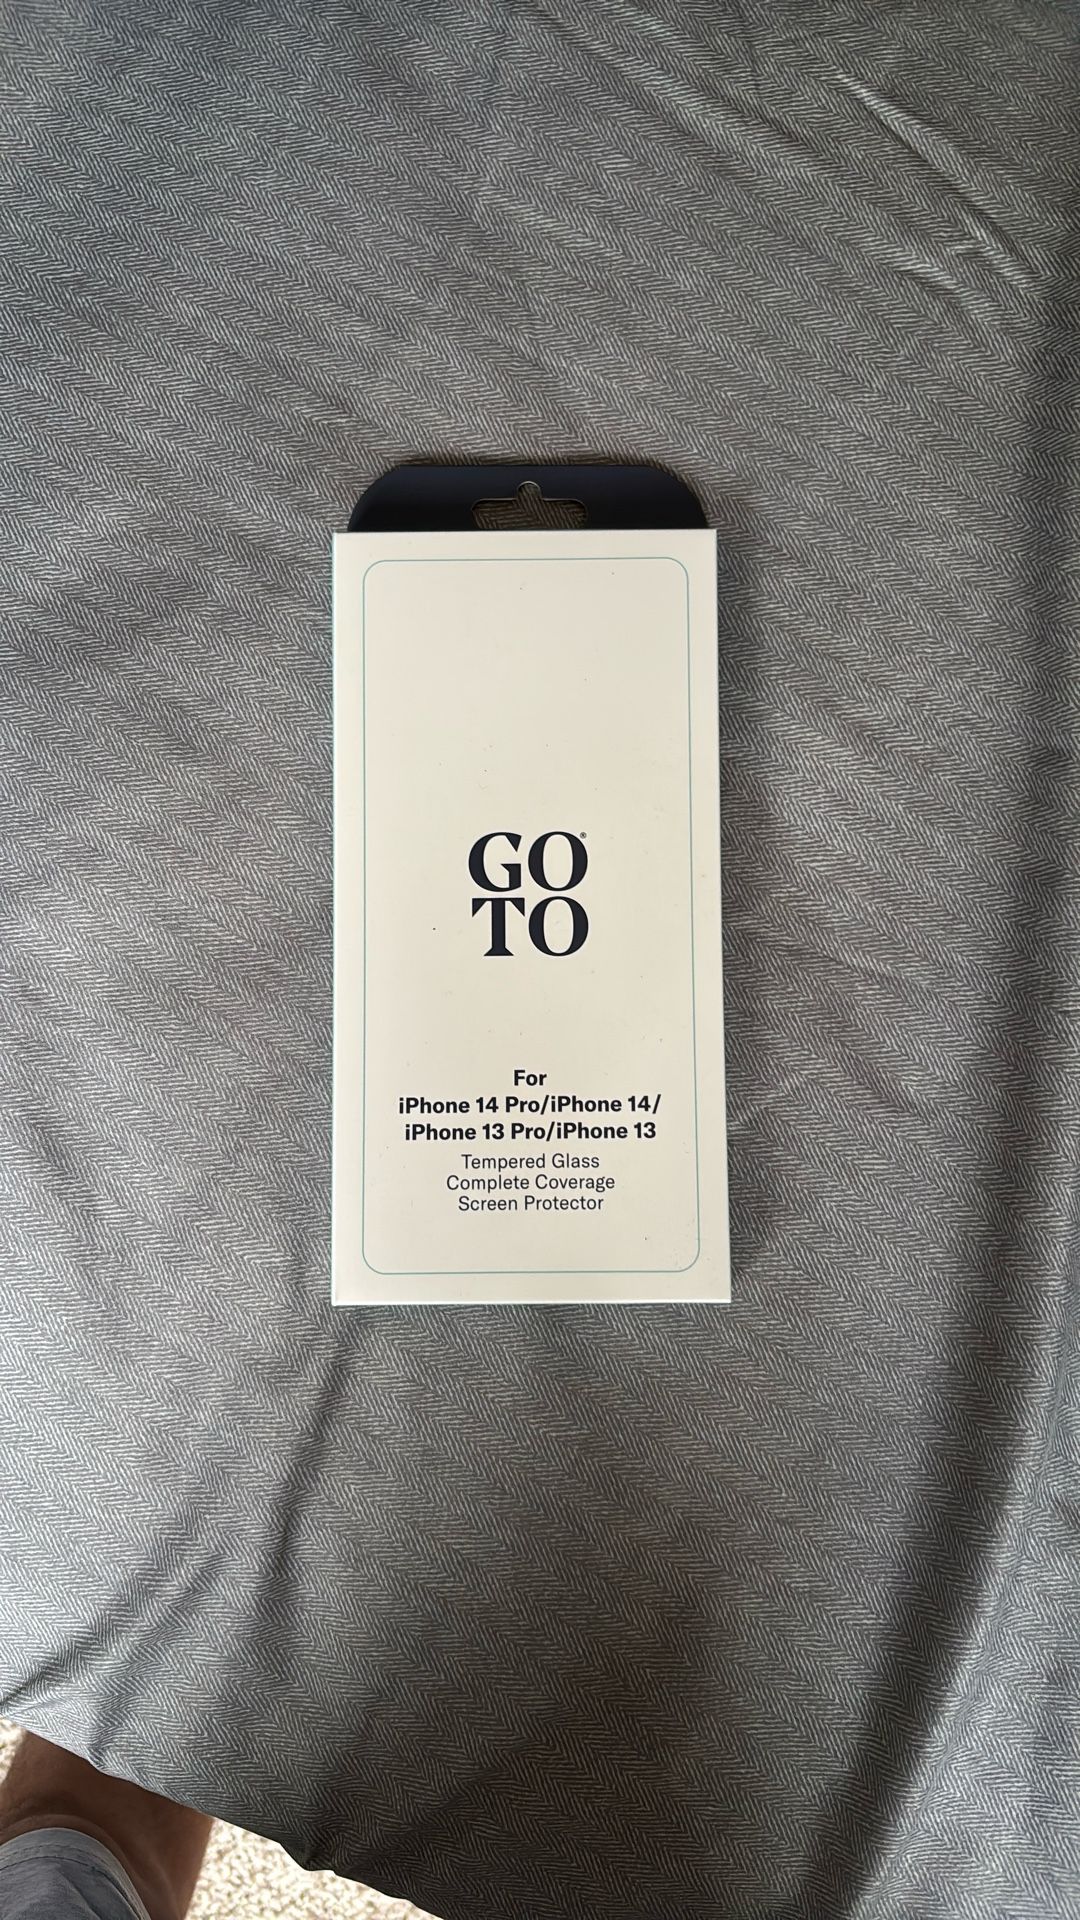 GO®
TO
For
iPhone 14 Pro/iPhone 14/
iPhone 13 Pro/iPhone 13
Tempered Glass
Complete Coverage
Screen Protector